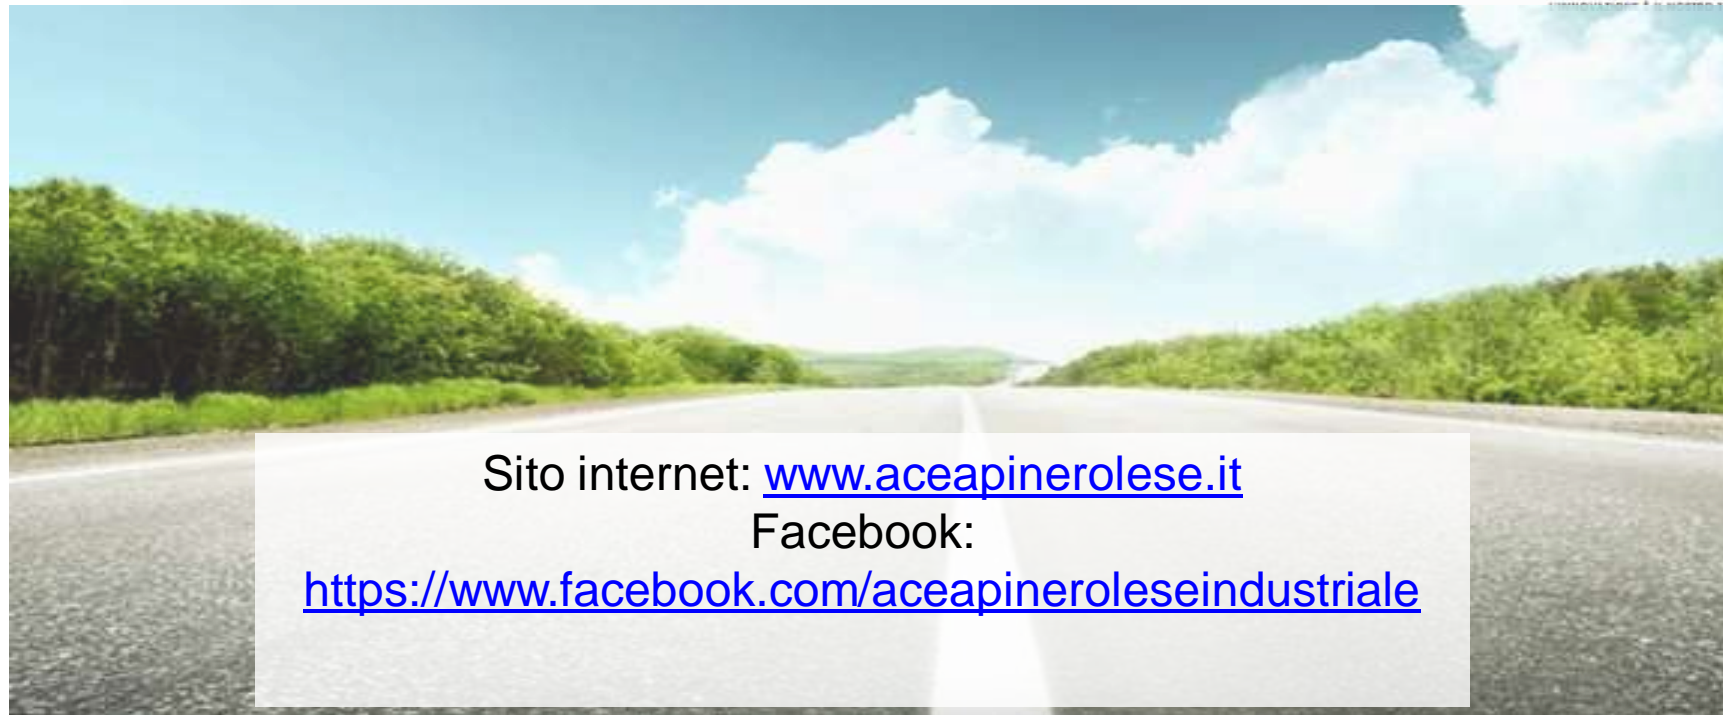 Sito internet: www.aceapinerolese.it
Facebook:
https://www.facebook.com/aceapineroleseindustriale